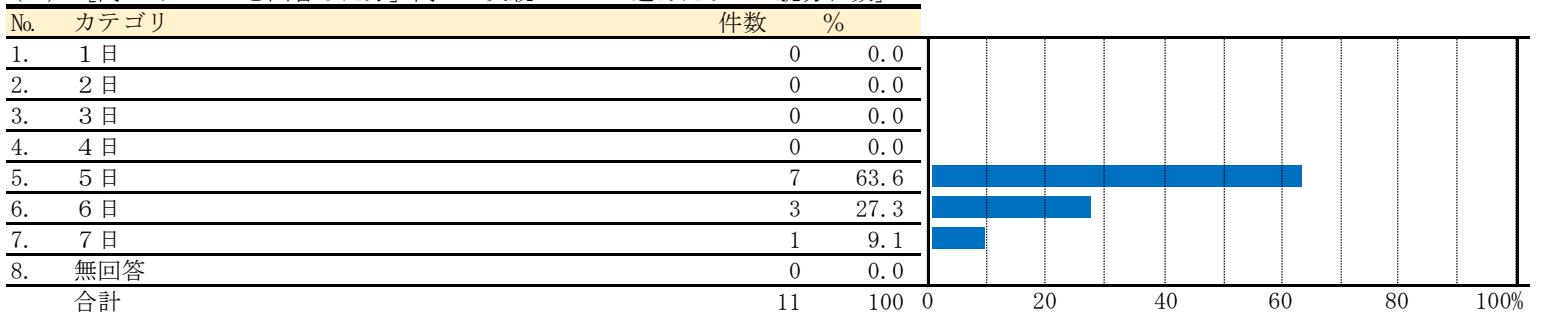 № カテゴリ 件数 %
1. 1日 0 0.0
2. 2日 0 0.0
3. 3日 0 0.0
4. 4日 0 0.0
5. 5日 7 63.6
6. 6日 3 27.3
7. 7日 1 9.1
8. 無回答 0 0.0
合計 11 100 0 20 40 60 80 100%